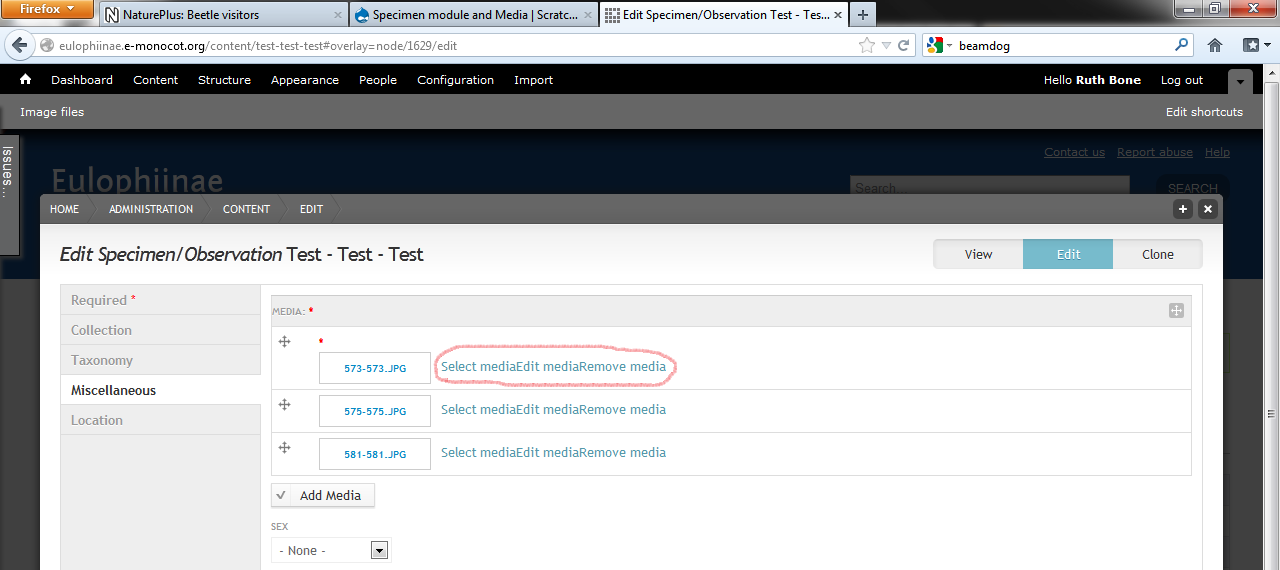 Firefox
NaturePlus: Beetle visitors
Specimen module and Media | Scratc...
Edit Specimen/Observation Test - Tes...
eulophiinae.e-monocot.org/content/test-test-test#overlay=node/1629/edit
beamdog
Dashboard Content Structure Appearance People Configuration Import Hello Ruth Bone Log out
Image files Edit shortcuts
Issues...
Contact us Report abuse Help
Eulophiinae
Search... SEARCH
HOME ADMINISTRATION CONTENT EDIT
Edit Specimen/Observation Test - Test - Test
View Edit Clone
Required *
Collection
Taxonomy
Miscellaneous
Location
MEDIA: *
*
573-573.JPG Select mediaEdit mediaRemove media
575-575.JPG Select mediaEdit mediaRemove media
581-581.JPG Select mediaEdit mediaRemove media
Add Media
SEX
- None -